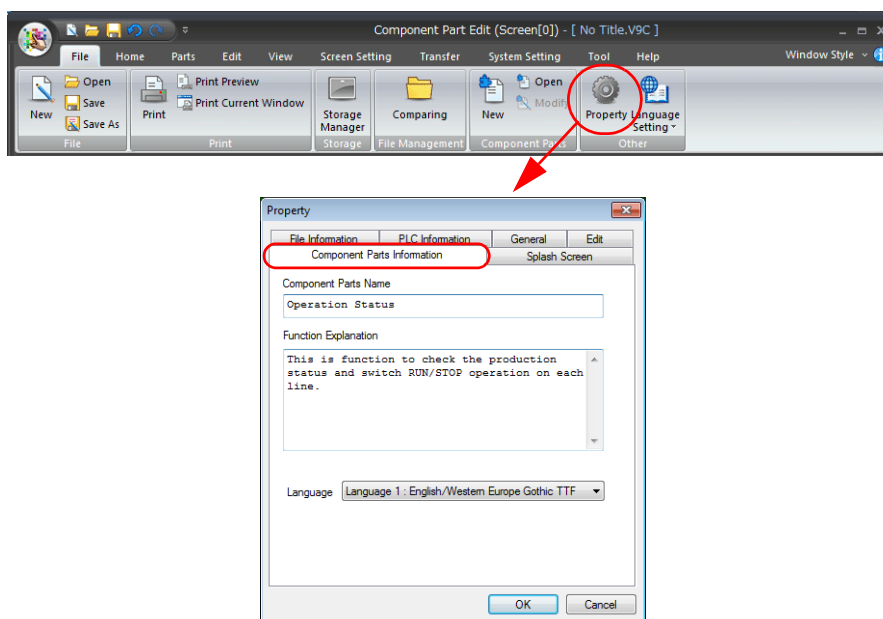 Component Part Edit (Screen[0]) - [ No Title.V9C ]
File Home Parts Edit View Screen Setting Transfer System Setting Tool Help Window Style
New
Open
Save
Save As
File
Print
Print Preview
Print Current Window
Print
Storage
Manager
Storage
Comparing
File Management
New
Open
Modify
Component Parts
Property
Language
Setting
Other
Property
File Information PLC Information General Edit
Component Parts Information Splash Screen
Component Parts Name
Operation Status
Function Explanation
This is function to check the production
status and switch RUN/STOP operation on each
line.
Language Language 1 : English/Western Europe Gothic TTF
OK Cancel